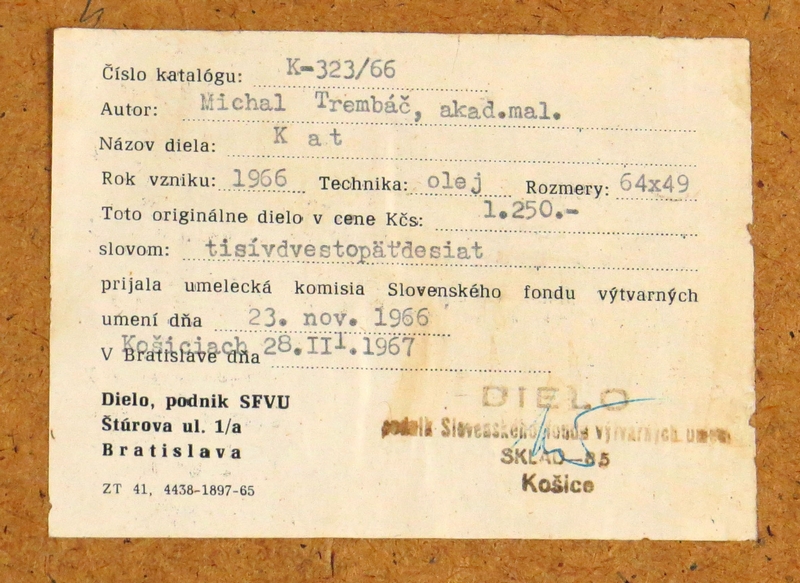 Číslo katalógu: K-323/66
Autor: Michal Trembáč, akad.mal.
Názov diela: K a t
Rok vzniku: 1966 Technika: olej Rozmery: 64x49
Toto originálne dielo v cene Kčs: 1.250.-
slovom: tisívdvestopäťdesiat
prijala umelecká komisia Slovenského fondu výtvarných
umení dňa 23. nov. 1966
Košiciach 28.III.1967
V Bratislave dňa
Dielo, podnik SFVU
Štúrova ul. 1/a
Bratislava
ZT 41, 4438-1897-65
DIELO
podnik Slovenského fondu výtvarných umení
SKLAD-85
Košice